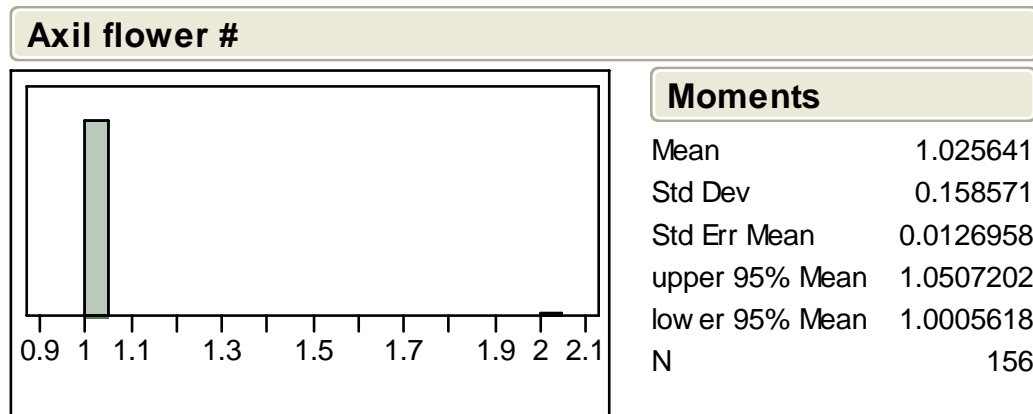 Axil flower #
0.9 1 1.1 1.3 1.5 1.7 1.9 2 2.1
Moments
Mean 1.025641
Std Dev 0.158571
Std Err Mean 0.0126958
upper 95% Mean 1.0507202
lower 95% Mean 1.0005618
N 156